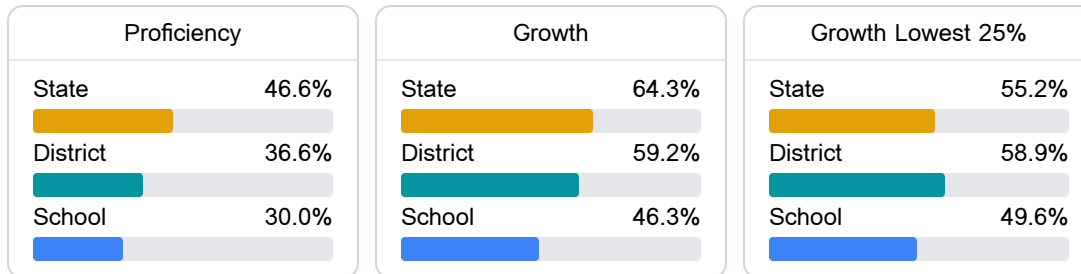 Proficiency
State 46.6%
District 36.6%
School 30.0%
Growth
State 64.3%
District 59.2%
School 46.3%
Growth Lowest 25%
State 55.2%
District 58.9%
School 49.6%